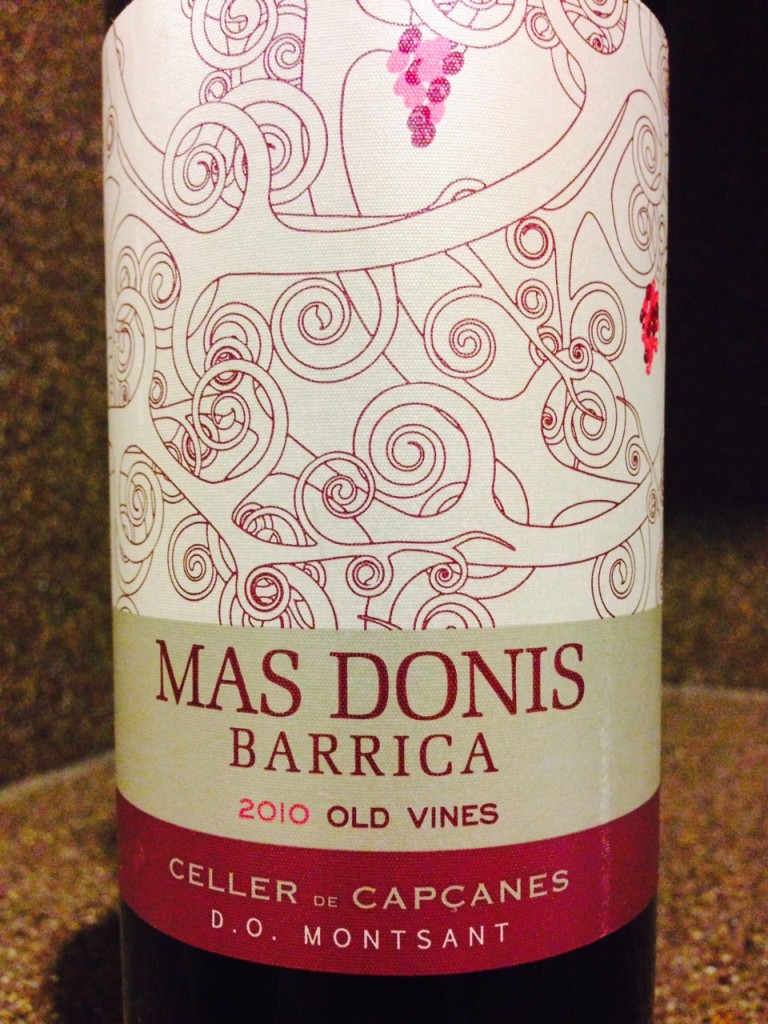 MAS DONIS
BARRICA
2010 OLD VINES
CELLER DE CAPÇANES
D.O. MONTSANT